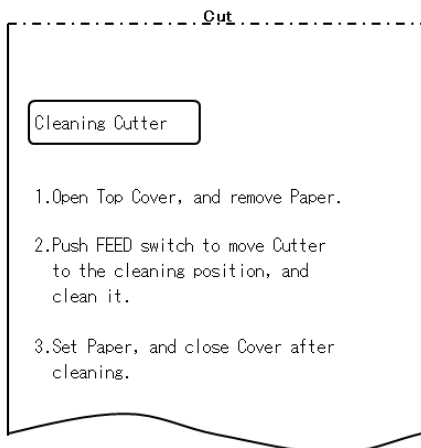 Cut
Cleaning Cutter
1.Open Top Cover, and remove Paper.
2.Push FEED switch to move Cutter
to the cleaning position, and
clean it.
3.Set Paper, and close Cover after
cleaning.